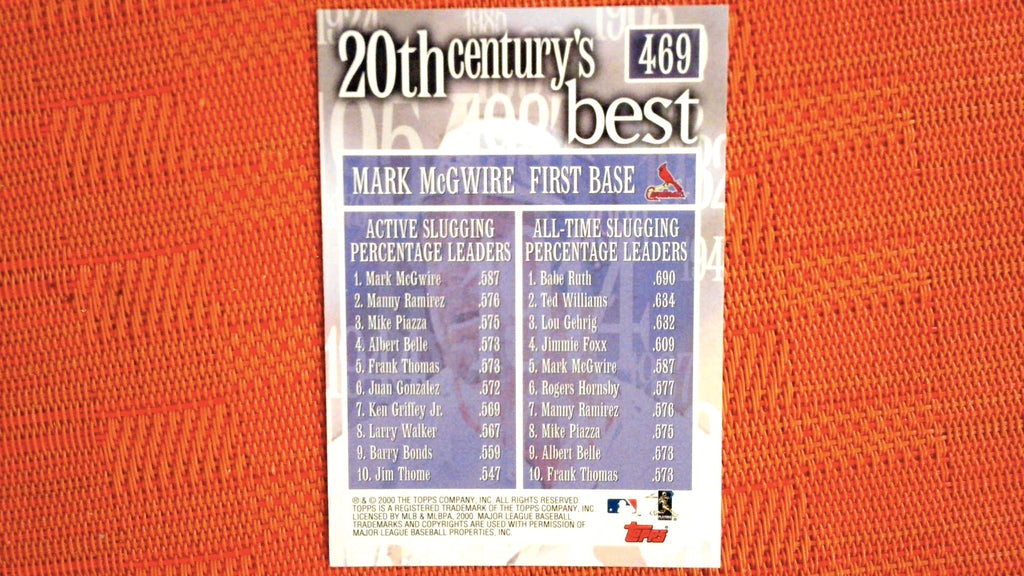 20th century's
best
469
MARK McGWIRE FIRST BASE
ACTIVE SLUGGING
PERCENTAGE LEADERS
1. Mark McGwire .587
2. Manny Ramirez .576
3. Mike Piazza .575
4. Albert Belle .573
5. Frank Thomas .573
6. Juan Gonzalez .572
7. Ken Griffey Jr. .569
8. Larry Walker .567
9. Barry Bonds .559
10. Jim Thome .547
ALL-TIME SLUGGING
PERCENTAGE LEADERS
1. Babe Ruth .690
2. Ted Williams .634
3. Lou Gehrig .632
4. Jimmie Foxx .609
5. Mark McGwire .587
6. Rogers Hornsby .577
7. Manny Ramirez .576
8. Mike Piazza .575
9. Albert Belle .573
10. Frank Thomas .573
® & © 2000 THE TOPPS COMPANY, INC. ALL RIGHTS RESERVED
TOPPS IS A REGISTERED TRADEMARK OF THE TOPPS COMPANY, INC
LICENSED BY MLB & MLBPA, 2000. MAJOR LEAGUE BASEBALL
TRADEMARKS AND COPYRIGHTS ARE USED WITH PERMISSION OF
MAJOR LEAGUE BASEBALL PROPERTIES, INC.
TOPPS